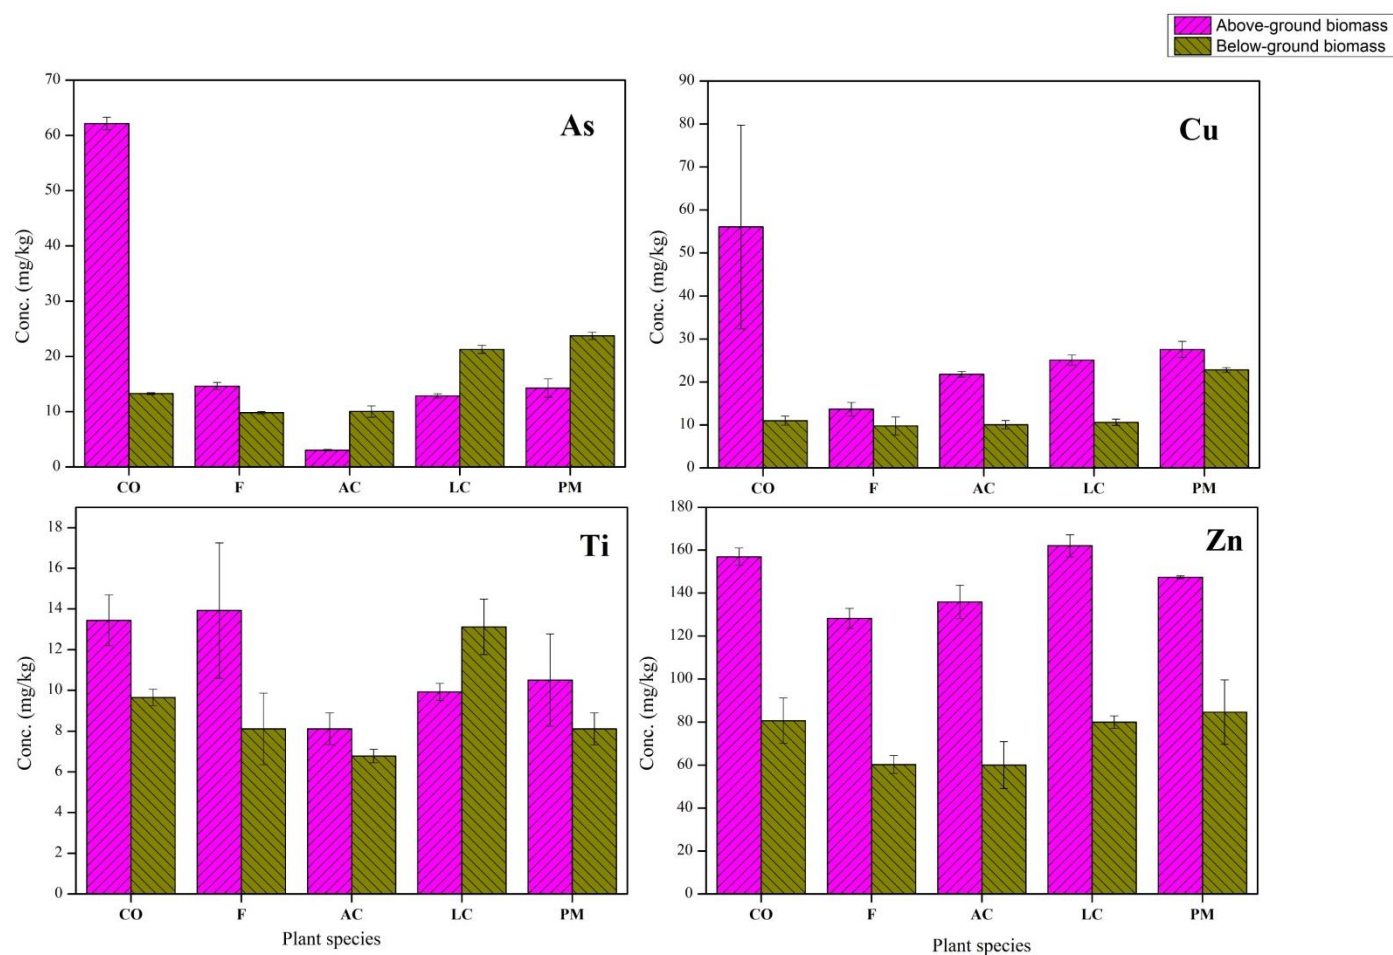 Above-ground biomass
Below-ground biomass
70
60
50
40
30
20
10
0
Conc. (mg/kg)
As
CO F AC LC PM
90
80
70
60
50
40
30
20
10
0
Conc. (mg/kg)
Cu
CO F AC LC PM
18
16
14
12
10
8
6
4
2
0
Conc. (mg/kg)
Ti
CO F AC LC PM
Plant species
180
160
140
120
100
80
60
40
20
0
Conc. (mg/kg)
Zn
CO F AC LC PM
Plant species